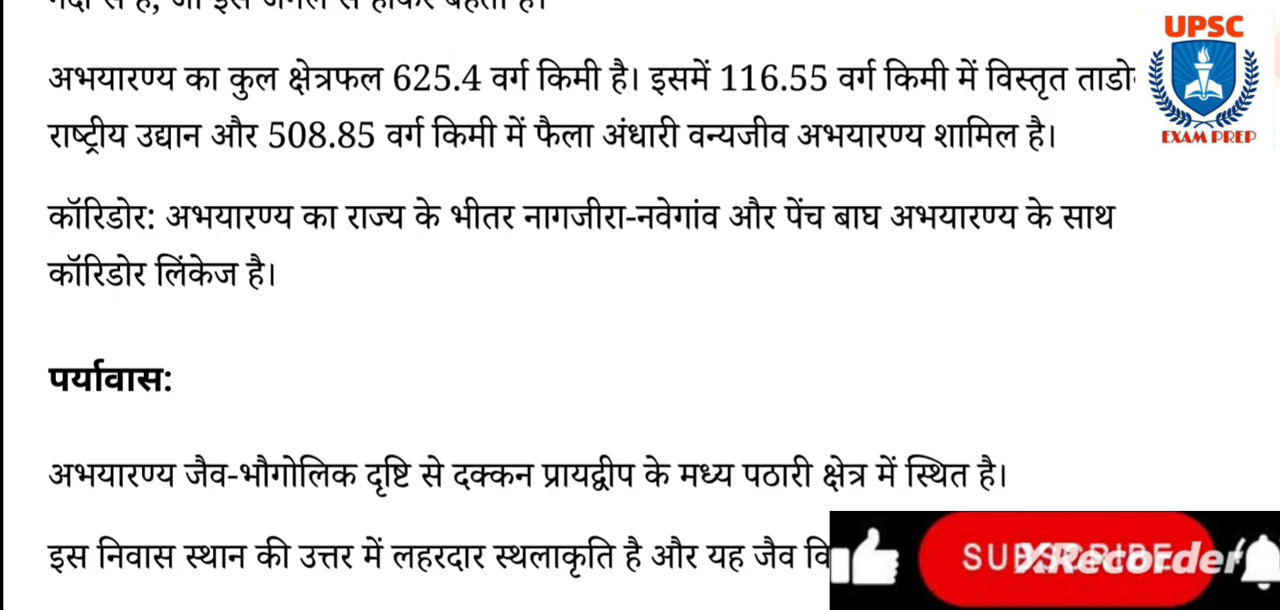 अभयारण्य का कुल क्षेत्रफल 625.4 वर्ग किमी है। इसमें 116.55 वर्ग किमी में विस्तृत ताडो
राष्ट्रीय उद्यान और 508.85 वर्ग किमी में फैला अंधारी वन्यजीव अभयारण्य शामिल है।
कॉरिडोर: अभयारण्य का राज्य के भीतर नागजीरा-नवेगांव और पेंच बाघ अभयारण्य के साथ
कॉरिडोर लिंकेज है।
पर्यावास:
अभयारण्य जैव-भौगोलिक दृष्टि से दक्कन प्रायद्वीप के मध्य पठारी क्षेत्र में स्थित है।
इस निवास स्थान की उत्तर में लहरदार स्थलाकृति है और यह जैव वि
UPSC
EXAM PREP
SUBSCRIBE
XRecorder